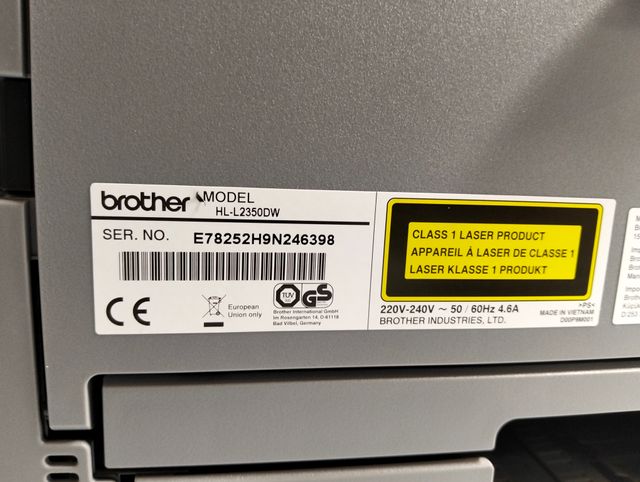 brother MODEL
HL-L2350DW
SER. NO. E78252H9N246398
European
Union only
TÜV GS
Brother International GmbH
Im Rosengarten 14, D-61118
Bad Vilbel, Germany
CE
CLASS 1 LASER PRODUCT
APPAREIL À LASER DE CLASSE 1
LASER KLASSE 1 PRODUKT
220V-240V ~ 50 / 60Hz 4.6A
BROTHER INDUSTRIES, LTD.
>PS<
MADE IN VIETNAM
D00P9M001